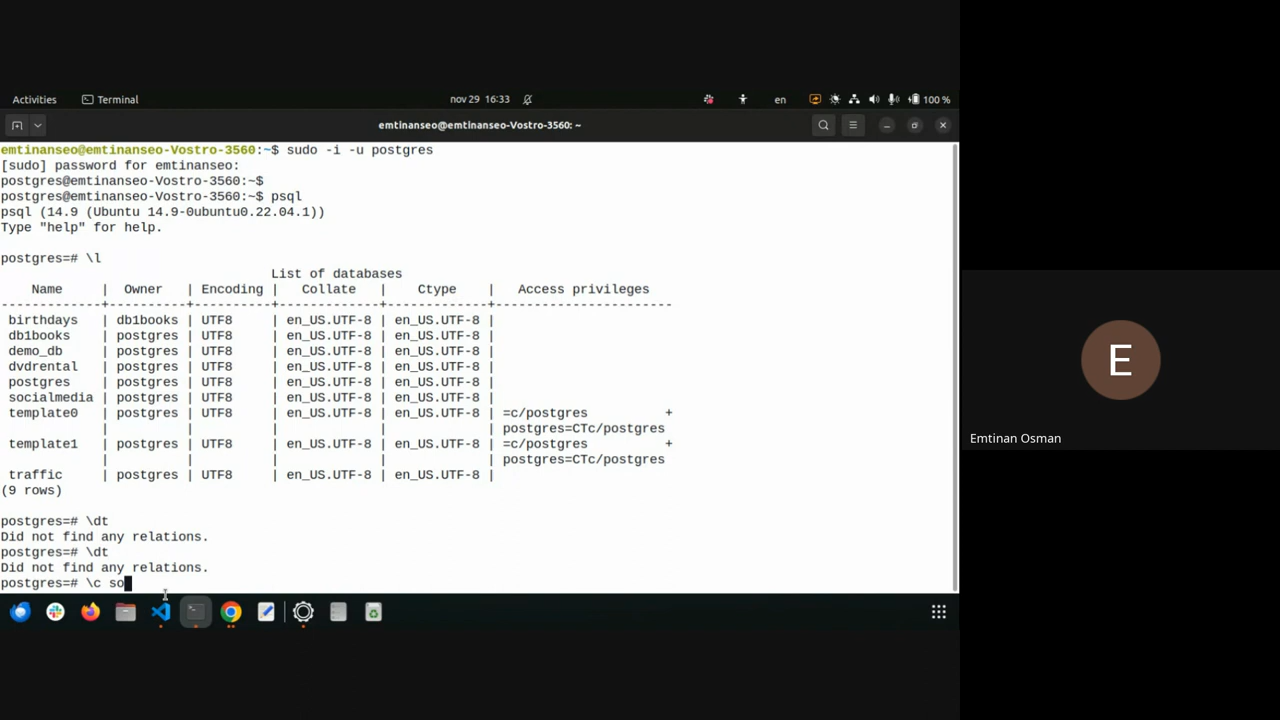 Activities Terminal nov 29 16:33 en 100 %
emtinanseo@emtinanseo-Vostro-3560: ~
emtinanseo@emtinanseo-Vostro-3560:~$ sudo -i -u postgres
[sudo] password for emtinanseo:
postgres@emtinanseo-Vostro-3560:~$
postgres@emtinanseo-Vostro-3560:~$ psql
psql (14.9 (Ubuntu 14.9-0ubuntu0.22.04.1))
Type "help" for help.
postgres=# \l
List of databases
Name | Owner | Encoding | Collate | Ctype | Access privileges
------------+----------+----------+-------------+-------------+-----------------------
birthdays | db1books | UTF8 | en_US.UTF-8 | en_US.UTF-8 |
db1books | postgres | UTF8 | en_US.UTF-8 | en_US.UTF-8 |
demo_db | postgres | UTF8 | en_US.UTF-8 | en_US.UTF-8 |
dvdrental | postgres | UTF8 | en_US.UTF-8 | en_US.UTF-8 |
postgres | postgres | UTF8 | en_US.UTF-8 | en_US.UTF-8 |
socialmedia | postgres | UTF8 | en_US.UTF-8 | en_US.UTF-8 |
template0 | postgres | UTF8 | en_US.UTF-8 | en_US.UTF-8 | =c/postgres +
| | | | | postgres=CTc/postgres
template1 | postgres | UTF8 | en_US.UTF-8 | en_US.UTF-8 | =c/postgres +
| | | | | postgres=CTc/postgres
traffic | postgres | UTF8 | en_US.UTF-8 | en_US.UTF-8 |
(9 rows)
postgres=# \dt
Did not find any relations.
postgres=# \dt
Did not find any relations.
postgres=# \c so
E
Emtinan Osman